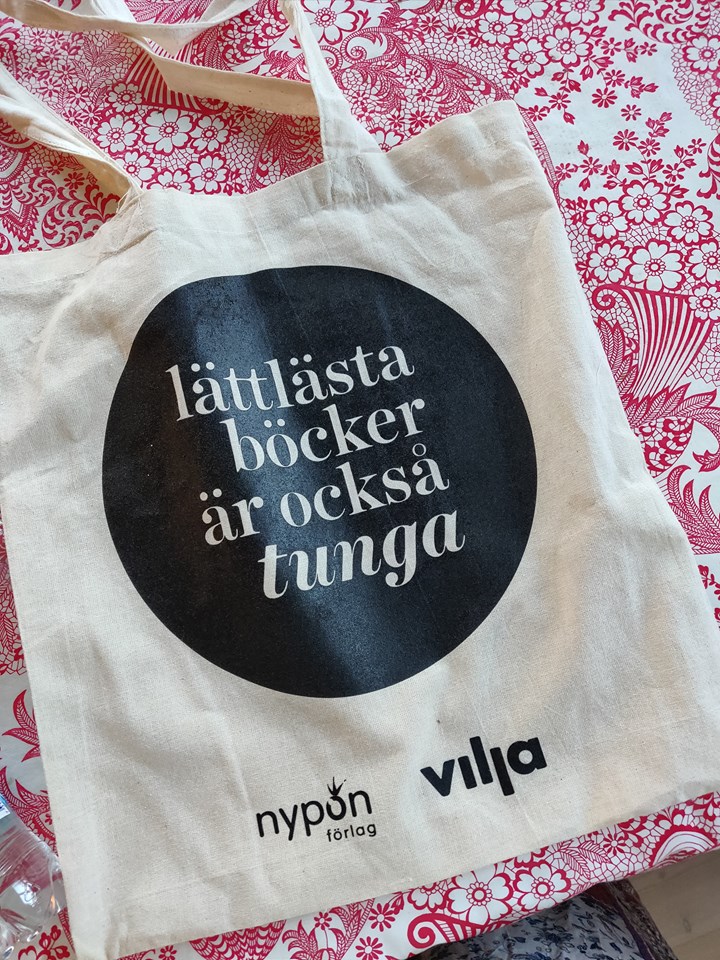 lättlästa
böcker
är också
tunga
nypon
förlag
vilja